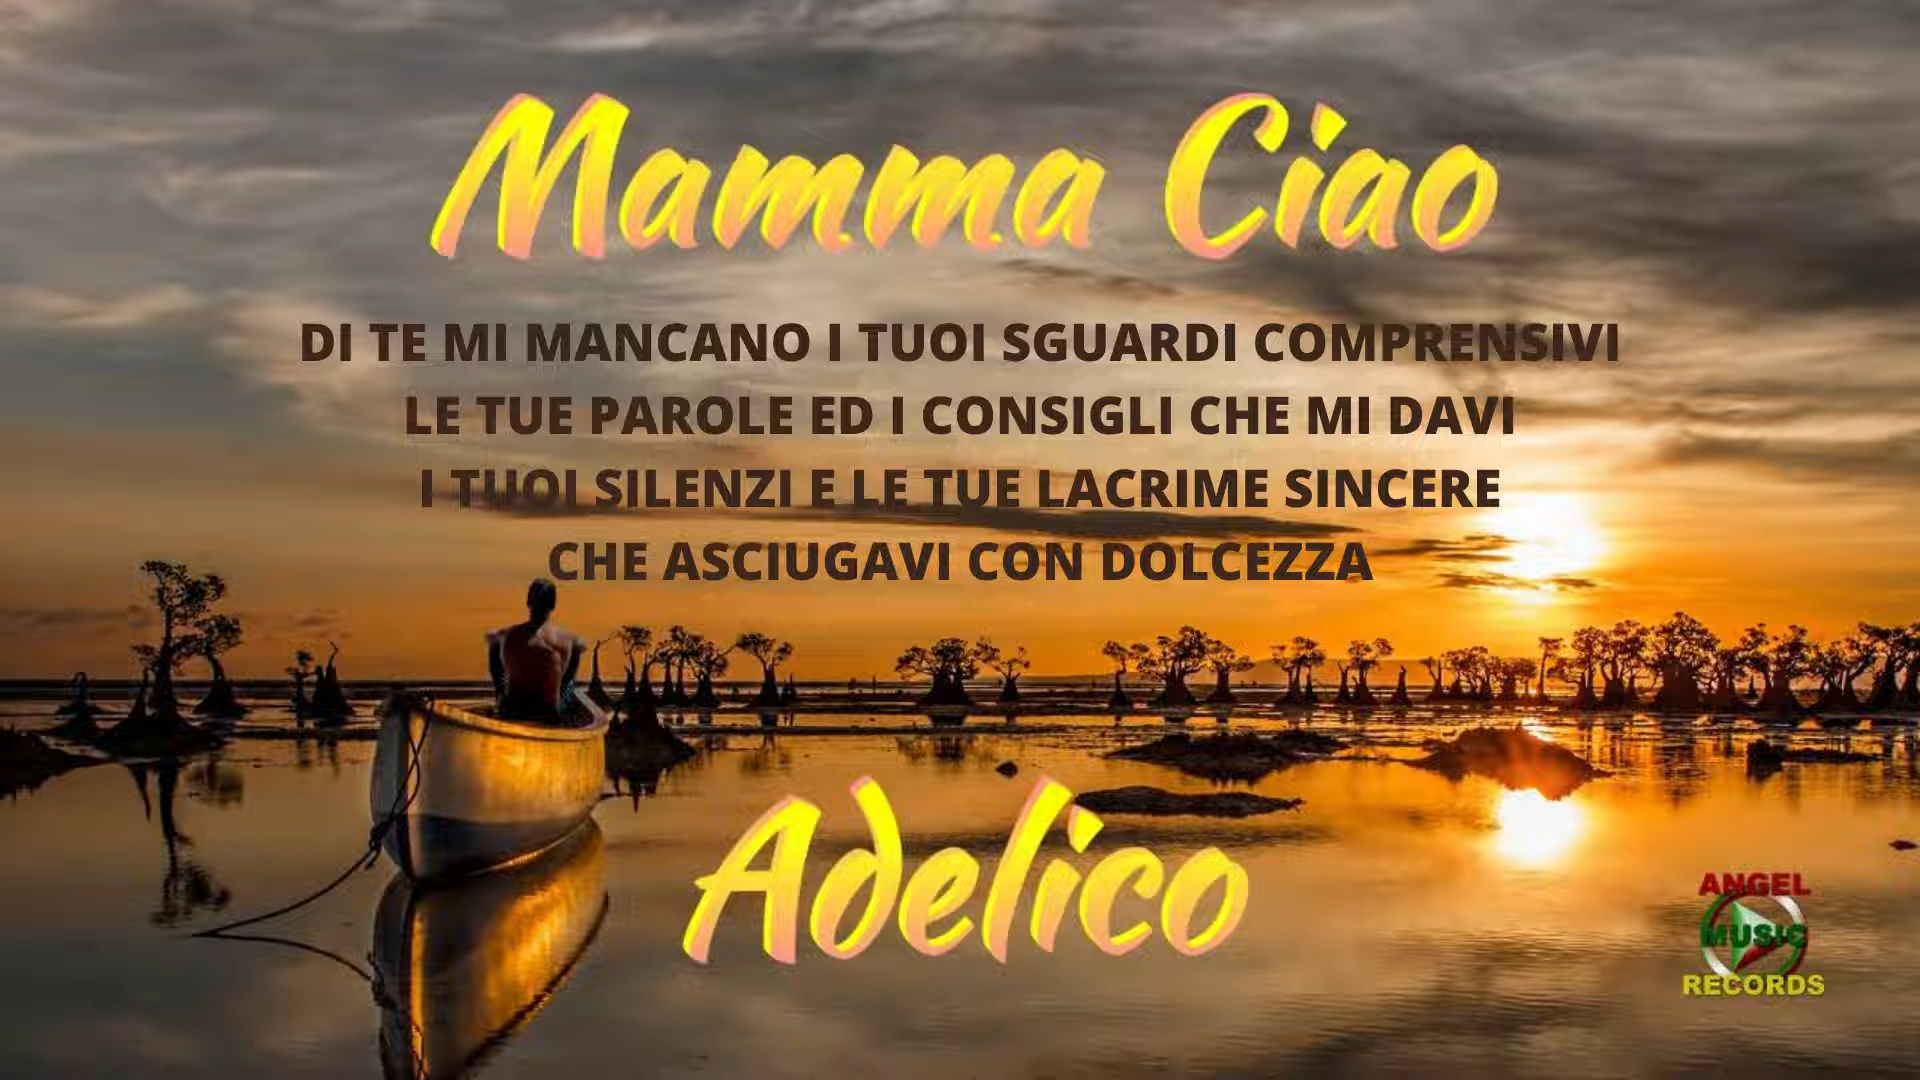 Mamma Ciao
DI TE MI MANCANO I TUOI SGUARDI COMPRENSIVI
LE TUE PAROLE ED I CONSIGLI CHE MI DAVI
I TUOI SILENZI E LE TUE LACRIME SINCERE
CHE ASCIUGAVI CON DOLCEZZA
Adelico
ANGEL
MUSIC
RECORDS